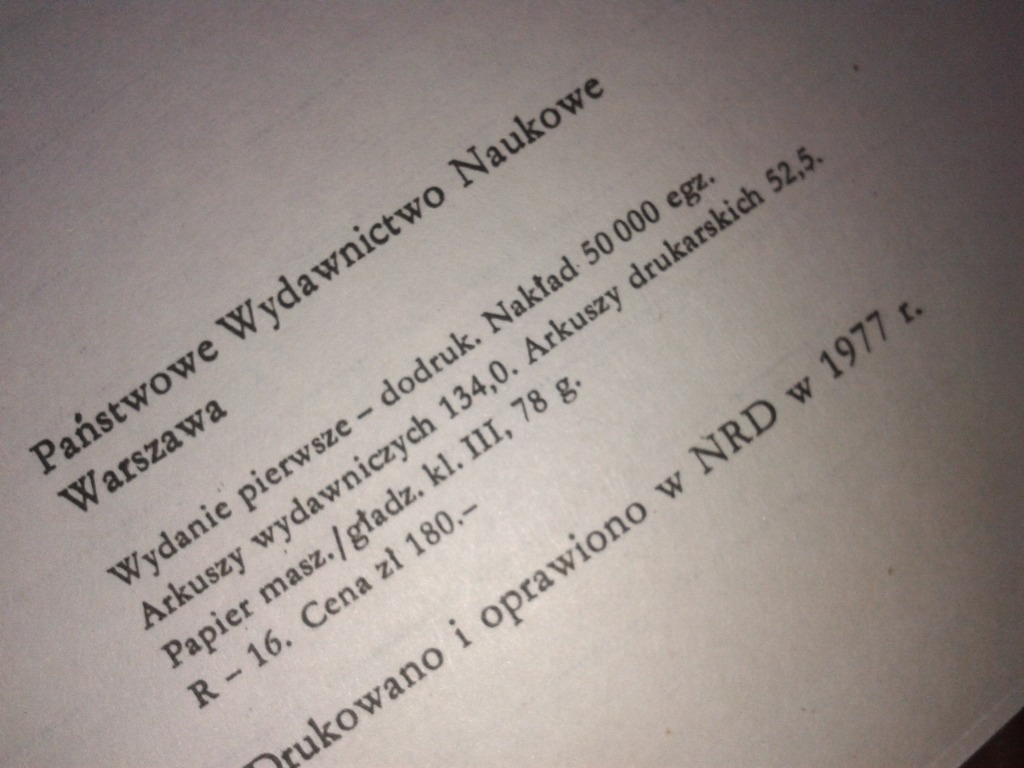 Państwowe Wydawnictwo Naukowe
Warszawa
Wydanie pierwsze – dodruk. Nakład 50 000 egz.
Arkuszy wydawniczych 134,0. Arkuszy drukarskich 52,5.
Papier masz./gładz. kl. III, 78 g.
R – 16. Cena zł 180.–
Drukowano i oprawiono w NRD w 1977 r.